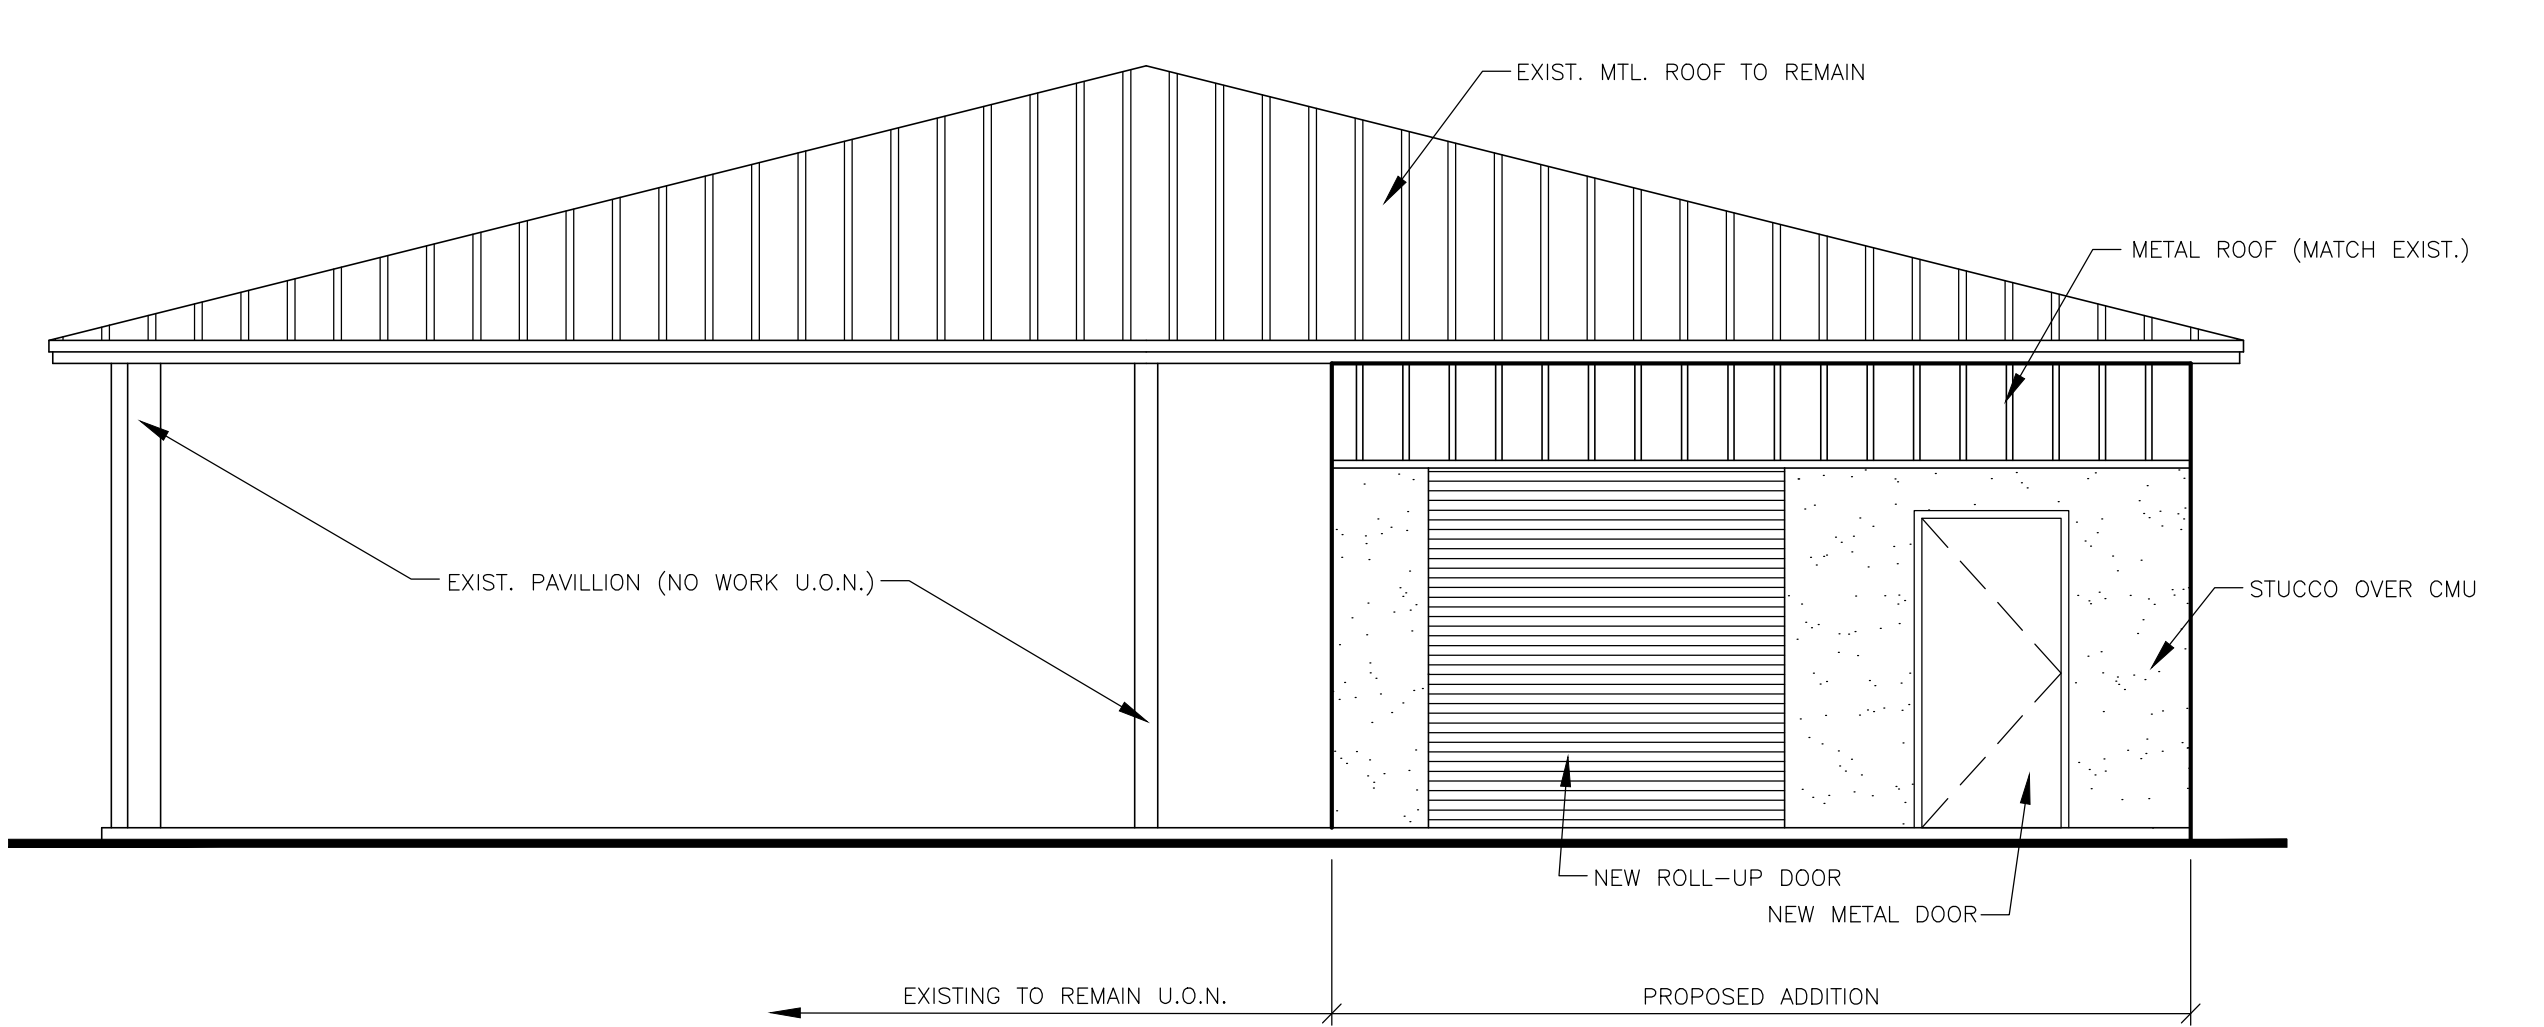 EXIST. MTL. ROOF TO REMAIN
METAL ROOF (MATCH EXIST.)
EXIST. PAVILLION (NO WORK U.O.N.)
STUCCO OVER CMU
NEW ROLL-UP DOOR
NEW METAL DOOR
EXISTING TO REMAIN U.O.N.
PROPOSED ADDITION